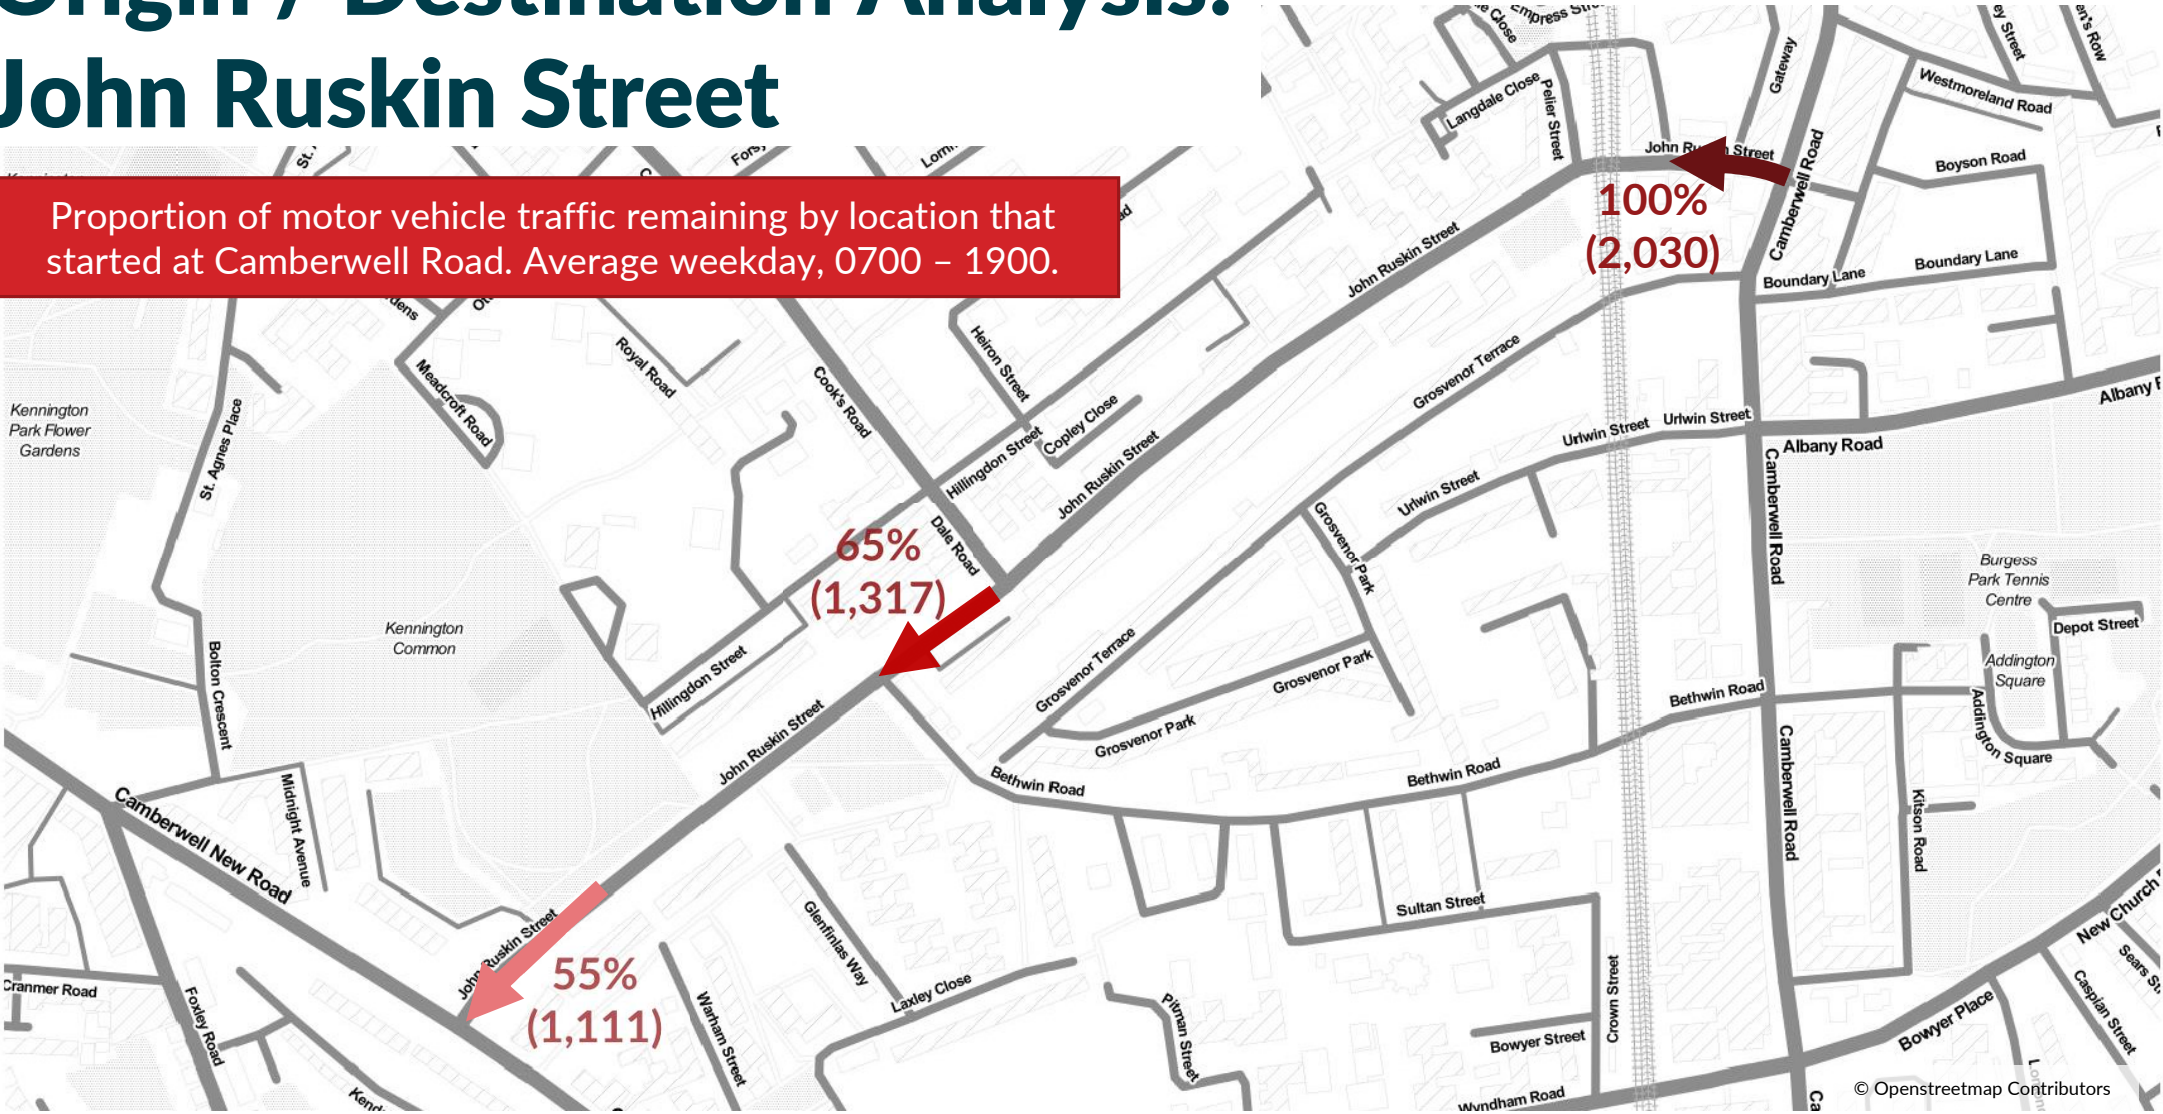 Origin / Destination Analysis:
John Ruskin Street
Proportion of motor vehicle traffic remaining by location that
started at Camberwell Road. Average weekday, 0700 – 1900.
100%
(2,030)
65%
(1,317)
55%
(1,111)
Empress
Close
Langdale Close
Pelier Street
Gateway
Westmoreland Road
Boyson Road
John Ruskin Street
Camberwell Road
Boundary Lane
Boundary Lane
John Ruskin Street
Grosvenor Terrace
Heiron Street
Copley Close
Hillingdon Street
John Ruskin Street
Royal Road
Cook's Road
Meadcroft Road
Kennington
Park Flower
Gardens
St. Agnes Place
Urlwin Street
Urlwin Street
Urlwin Street
Albany Road
Albany
Camberwell Road
Dale Road
Grosvenor Park
Burgess
Park Tennis
Centre
Depot Street
Addington
Square
Addington Square
Kennington
Common
Hillingdon Street
Bolton Crescent
Grosvenor Terrace
Grosvenor Park
Grosvenor Park
Bethwin Road
Bethwin Road
Bethwin Road
John Ruskin Street
Midnight Avenue
Camberwell New Road
Camberwell Road
Kitson Road
Sultan Street
Glenfinlas Way
Laxley Close
John Ruskin Street
Warham Street
Pitman Street
Crown Street
Bowyer Street
Bowyer Place
New Church
Sears
Caspian Street
Cranmer Road
Foxley Road
Wyndham Road
© Openstreetmap Contributors